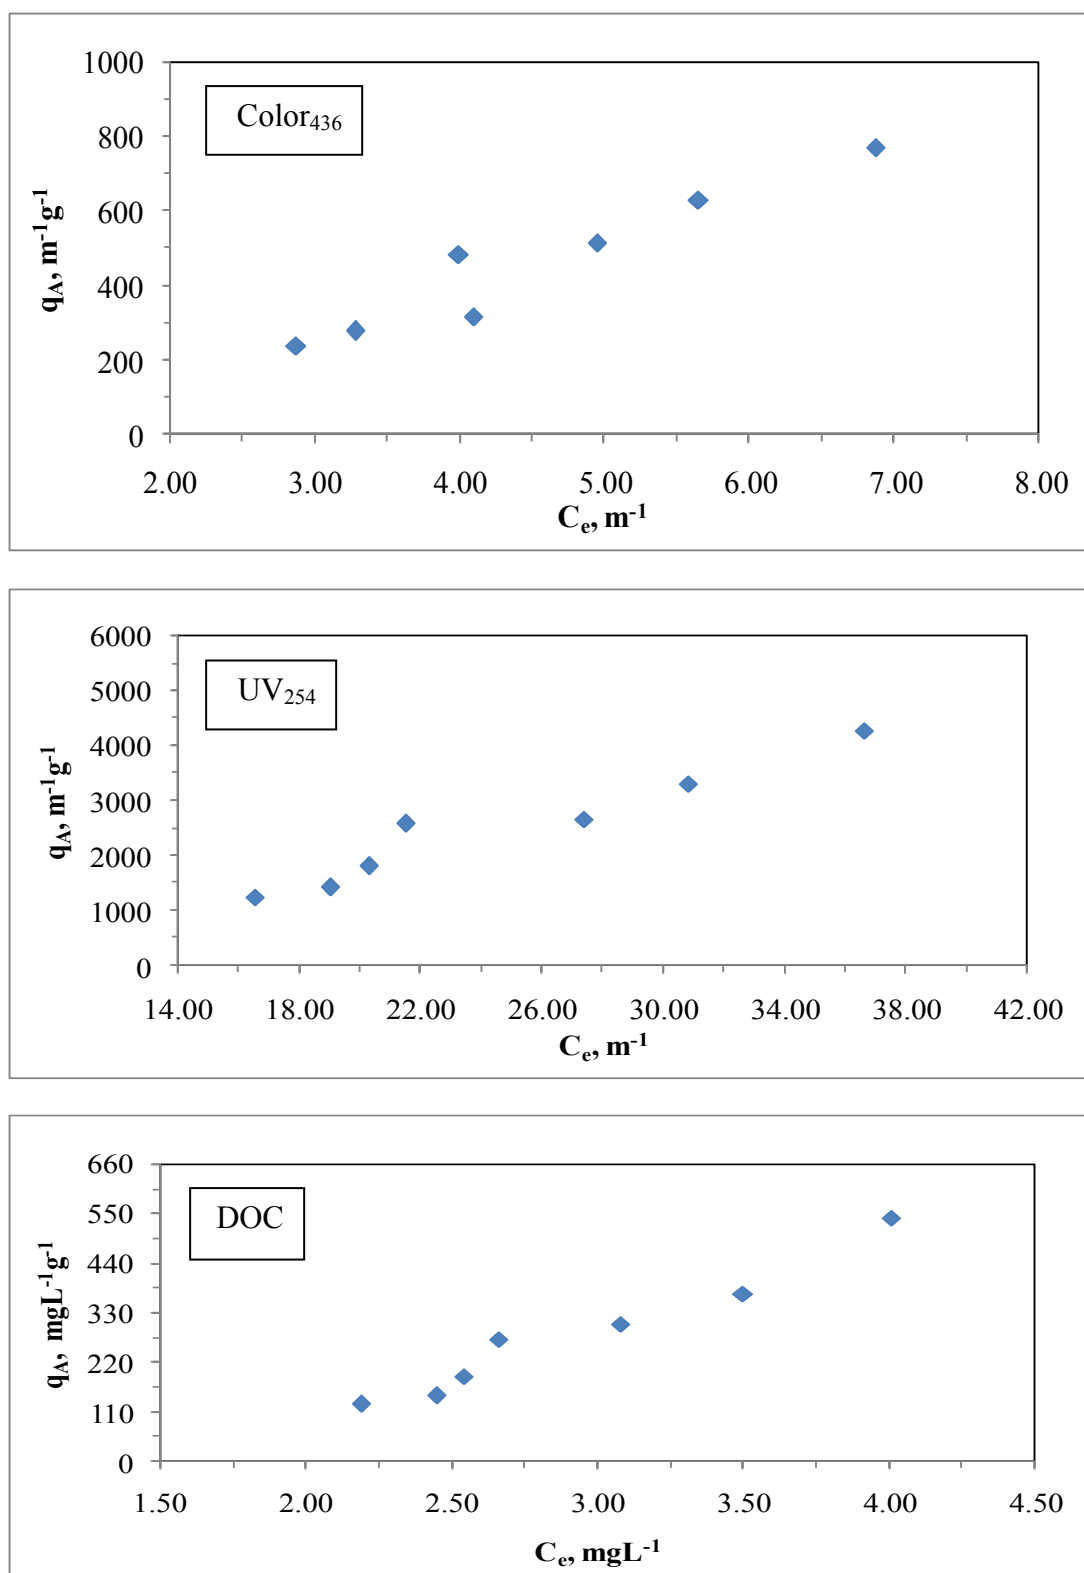 1000
Color₄₃₆
800
600
400
200
0
qA, m⁻¹g⁻¹
2.00 3.00 4.00 5.00 6.00 7.00 8.00
Cₑ, m⁻¹
6000
UV₂₅₄
5000
4000
3000
2000
1000
0
qA, m⁻¹g⁻¹
14.00 18.00 22.00 26.00 30.00 34.00 38.00 42.00
Cₑ, m⁻¹
660
DOC
550
440
330
220
110
0
qA, mgL⁻¹g⁻¹
1.50 2.00 2.50 3.00 3.50 4.00 4.50
Cₑ, mgL⁻¹